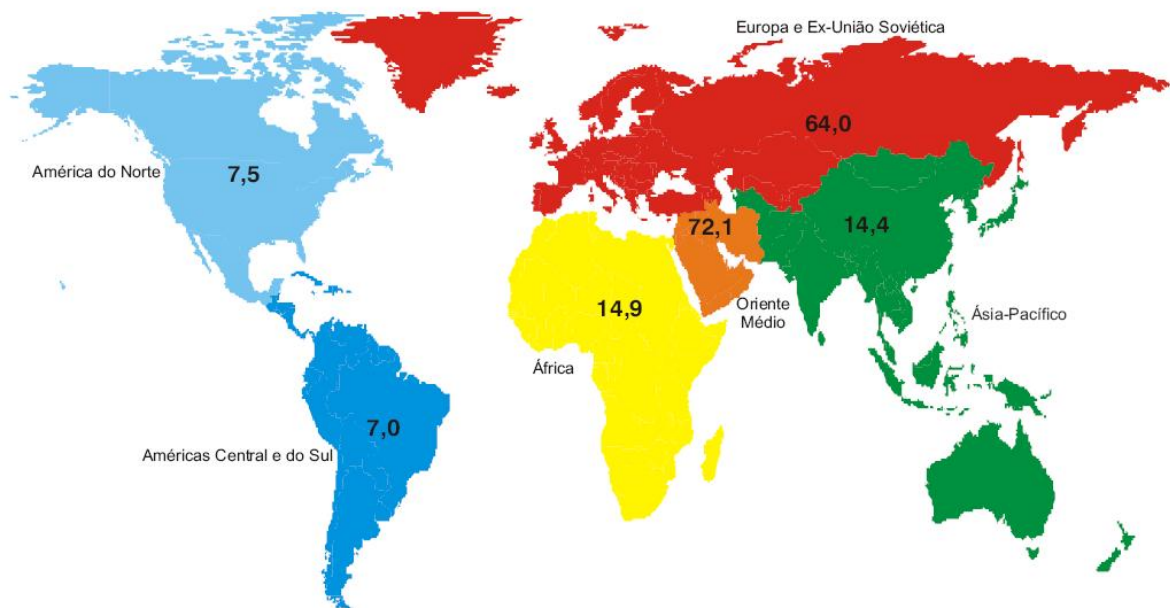 Europa e Ex-União Soviética
64,0
América do Norte
7,5
72,1
14,4
14,9
Oriente
Médio
Ásia-Pacífico
África
7,0
Américas Central e do Sul